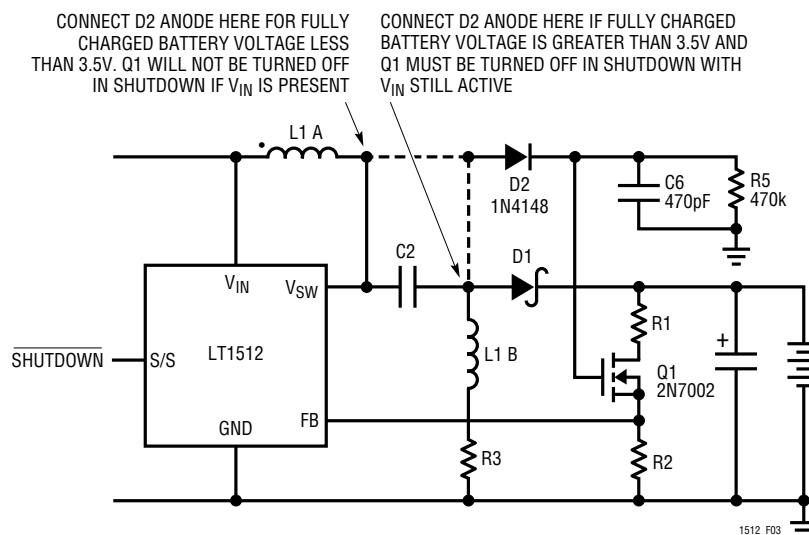 CONNECT D2 ANODE HERE FOR FULLY
CHARGED BATTERY VOLTAGE LESS
THAN 3.5V. Q1 WILL NOT BE TURNED OFF
IN SHUTDOWN IF VIN IS PRESENT
CONNECT D2 ANODE HERE IF FULLY CHARGED
BATTERY VOLTAGE IS GREATER THAN 3.5V AND
Q1 MUST BE TURNED OFF IN SHUTDOWN WITH
VIN STILL ACTIVE
L1 A
D2
1N4148
C6
470pF
R5
470k
C2
D1
VIN
VSW
SHUTDOWN
S/S
LT1512
L1 B
R1
+
Q1
2N7002
GND
FB
R3
R2
1512 F03